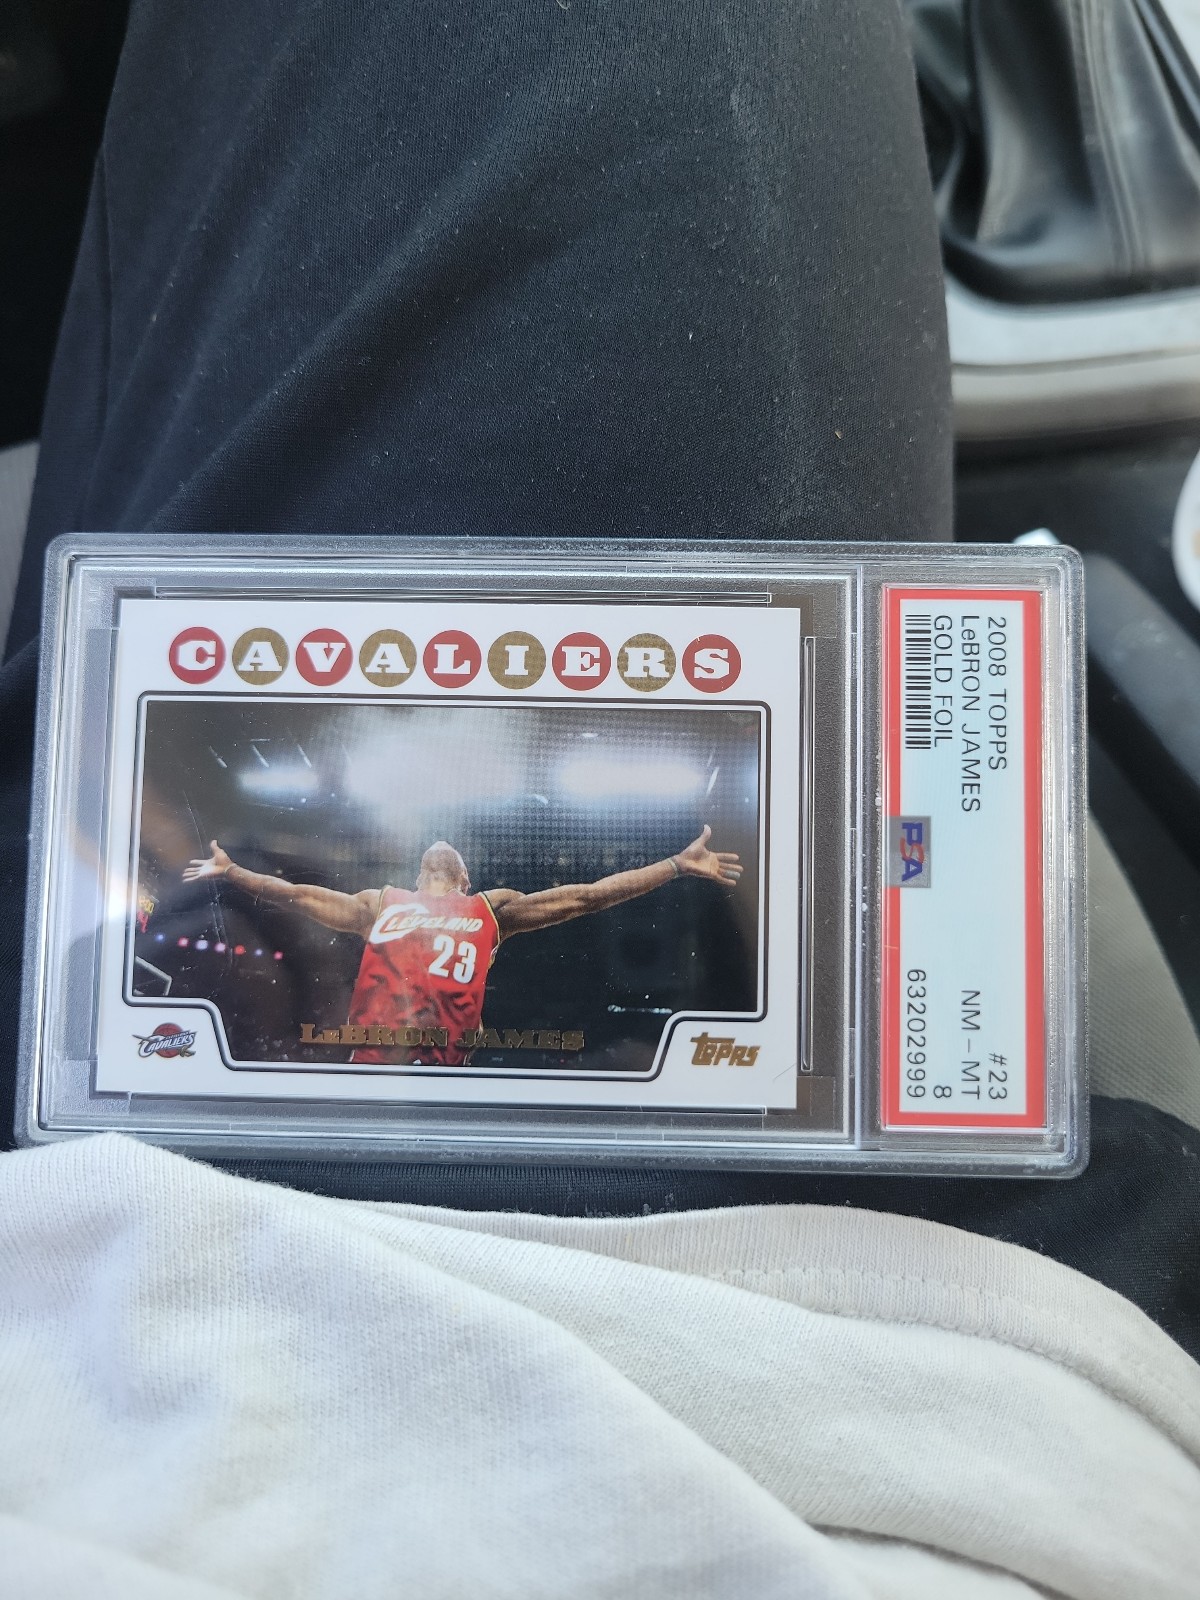 CAVALIERS
CLEVELAND
23
LEBRON JAMES
CAVALIERS
TOPPS
2008 TOPPS #23
LeBRON JAMES NM - MT
GOLD FOIL 8
PSA 63202999